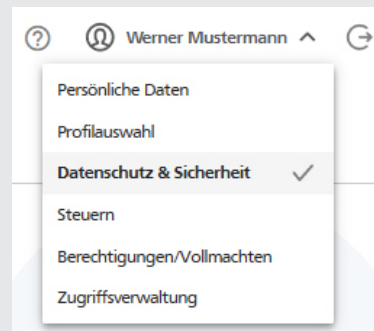 Werner Mustermann
Persönliche Daten
Profilauswahl
Datenschutz & Sicherheit
Steuern
Berechtigungen/Vollmachten
Zugriffsverwaltung